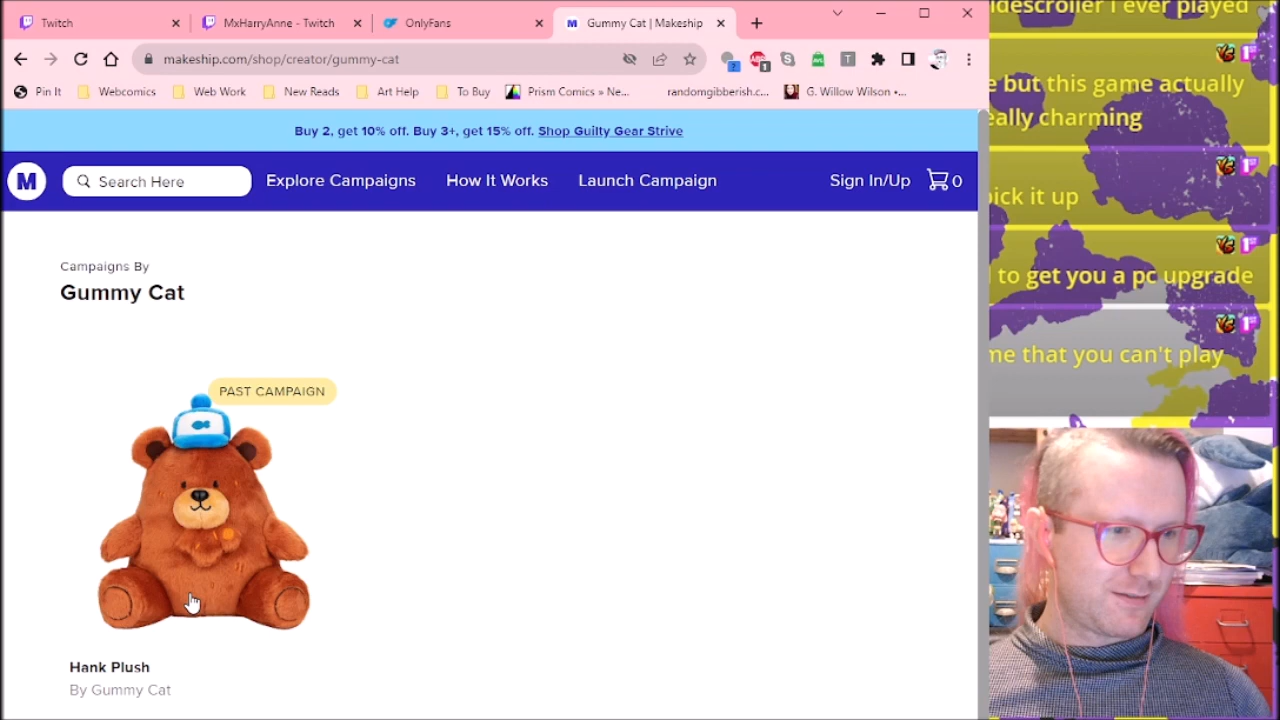 Twitch
MxHarryAnne - Twitch
OnlyFans
Gummy Cat | Makeship
makeship.com/shop/creator/gummy-cat
Pin It
Webcomics
Web Work
New Reads
Art Help
To Buy
Prism Comics » Ne...
randomgibberish.c...
G. Willow Wilson •...
Buy 2, get 10% off. Buy 3+, get 15% off. Shop Guilty Gear Strive
M
Search Here
Explore Campaigns
How It Works
Launch Campaign
Sign In/Up
0
Campaigns By
Gummy Cat
PAST CAMPAIGN
Hank Plush
By Gummy Cat
I ever played
but this game actually
charming
pick it up
to get you a pc upgrade
that you can't play